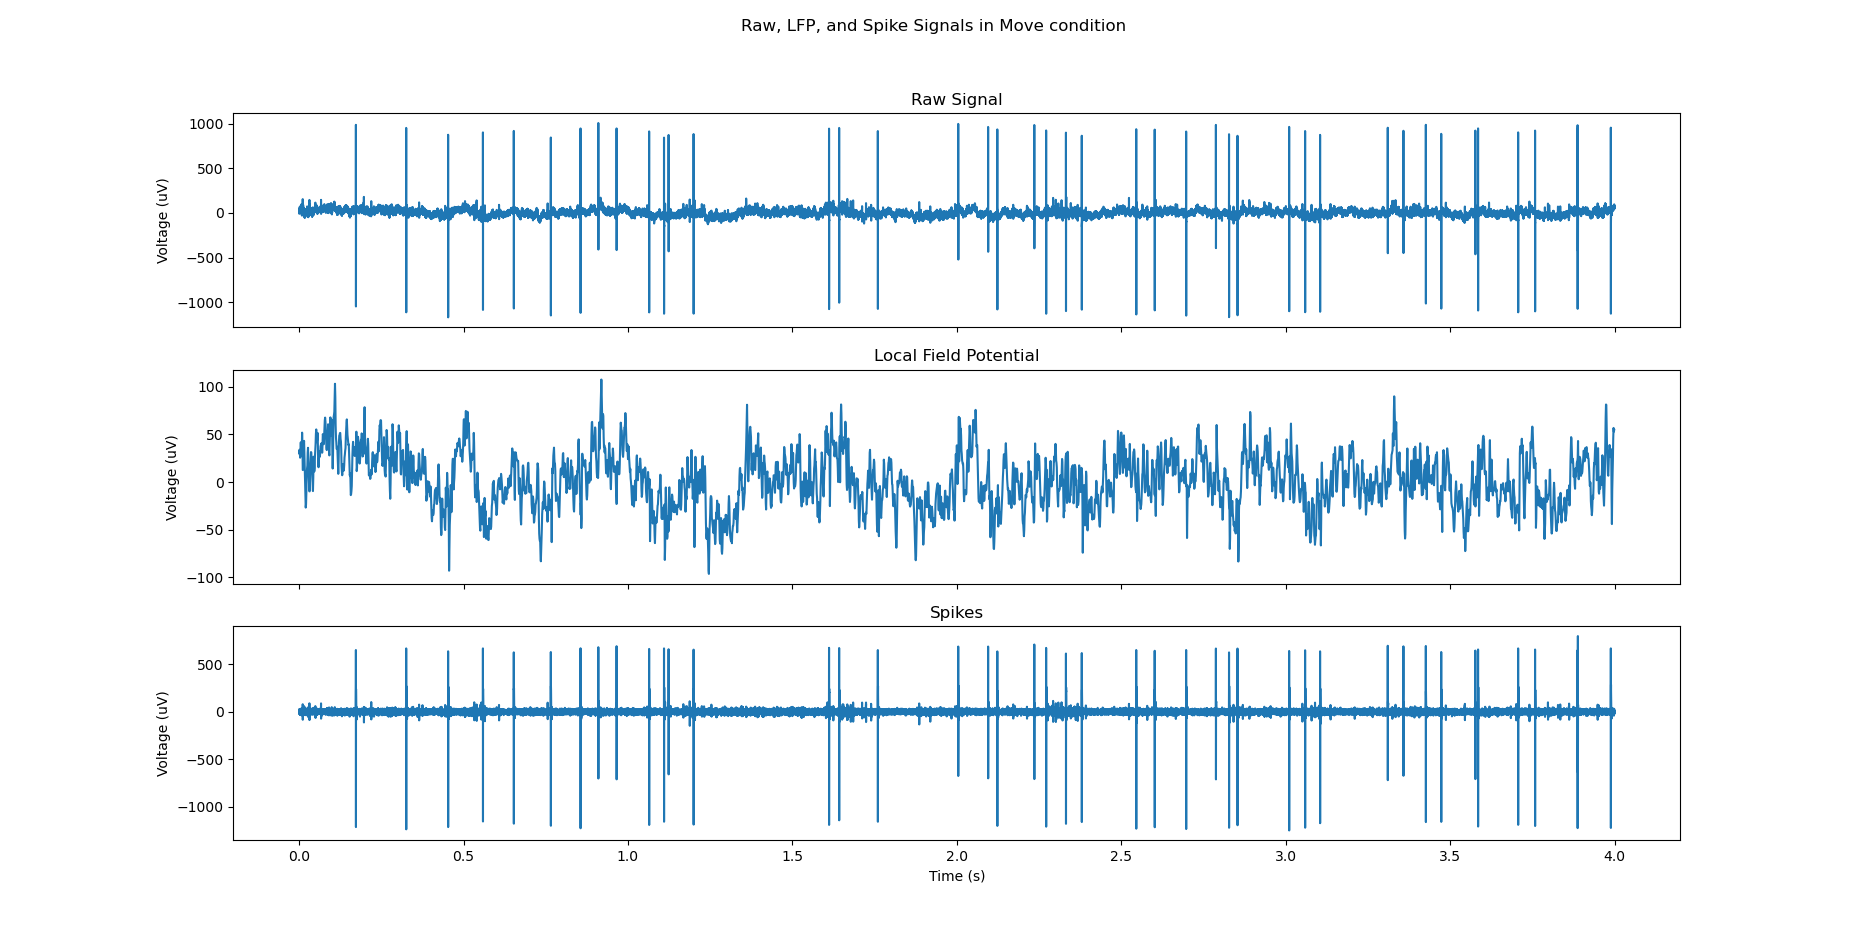 Raw, LFP, and Spike Signals in Move condition
Raw Signal
1000
500
0
−500
−1000
Voltage (uV)
Local Field Potential
100
50
0
−50
−100
Voltage (uV)
Spikes
500
0
−500
−1000
Voltage (uV)
0.0 0.5 1.0 1.5 2.0 2.5 3.0 3.5 4.0
Time (s)